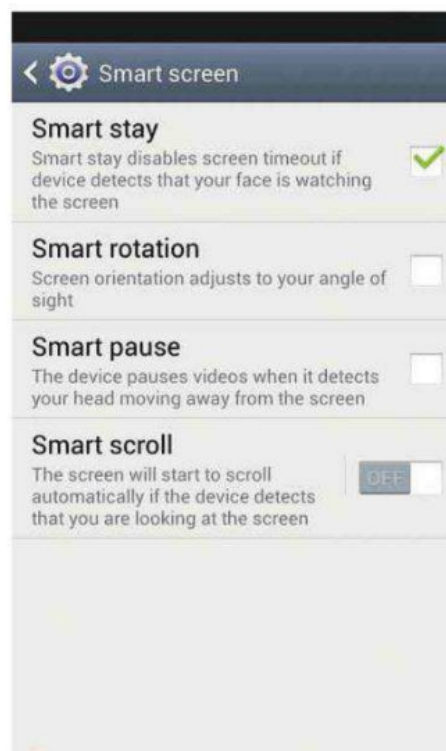 Smart screen
Smart stay
Smart stay disables screen timeout if
device detects that your face is watching
the screen
Smart rotation
Screen orientation adjusts to your angle of
sight
Smart pause
The device pauses videos when it detects
your head moving away from the screen
Smart scroll
The screen will start to scroll
automatically if the device detects
that you are looking at the screen
OFF